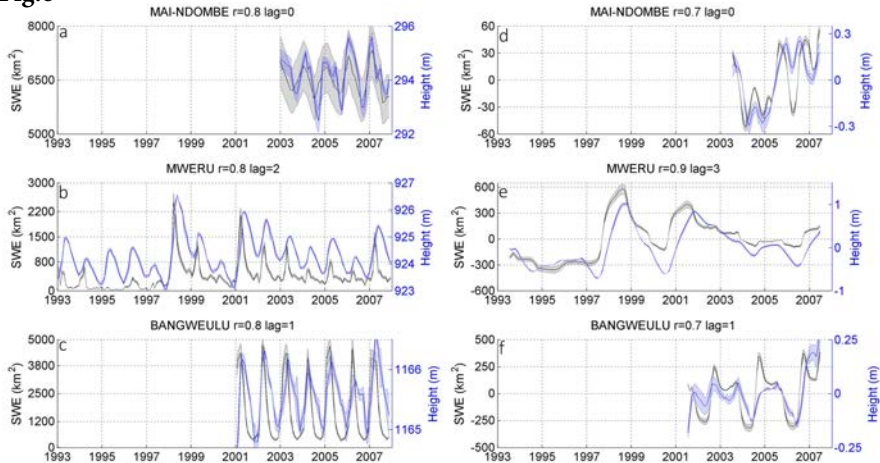 Fig.6
MAI-NDOMBE r=0.8 lag=0
a
SWE (km²)
8000
6500
5000
296
294
292
Height (m)
1993 1995 1997 1999 2001 2003 2005 2007
MWERU r=0.8 lag=2
b
SWE (km²)
3000
2200
1500
800
0
927
926
925
924
923
Height (m)
1993 1995 1997 1999 2001 2003 2005 2007
BANGWEULU r=0.8 lag=1
c
SWE (km²)
5000
3800
2500
1200
0
1166
1165
Height (m)
1993 1995 1997 1999 2001 2003 2005 2007
MAI-NDOMBE r=0.7 lag=0
d
SWE (km²)
60
30
0
-30
-60
0.3
0
-0.3
Height (m)
1993 1995 1997 1999 2001 2003 2005 2007
MWERU r=0.9 lag=3
e
SWE (km²)
600
300
0
-300
-600
1
0
-1
Height (m)
1993 1995 1997 1999 2001 2003 2005 2007
BANGWEULU r=0.7 lag=1
f
SWE (km²)
500
250
0
-250
-500
0.25
0
-0.25
Height (m)
1993 1995 1997 1999 2001 2003 2005 2007